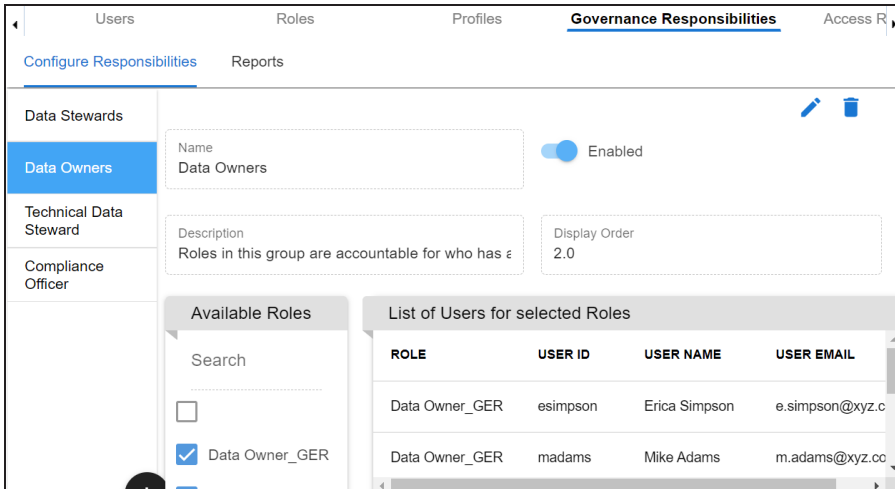 Users Roles Profiles Governance Responsibilities Access R
Configure Responsibilities Reports
Data Stewards
Data Owners
Technical Data
Steward
Compliance
Officer
Name
Data Owners
Enabled
Description
Roles in this group are accountable for who has a
Display Order
2.0
Available Roles
Search
Data Owner_GER
List of Users for selected Roles
ROLE USER ID USER NAME USER EMAIL
Data Owner_GER esimpson Erica Simpson e.simpson@xyz.c
Data Owner_GER madams Mike Adams m.adams@xyz.co